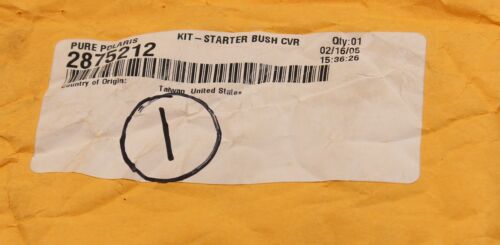 PURE POLARIS
KIT-STARTER BUSH CVR
Qty:01
2875212
02/16/05
15:36:26
Country of Origin:
Taiwan, United States
1